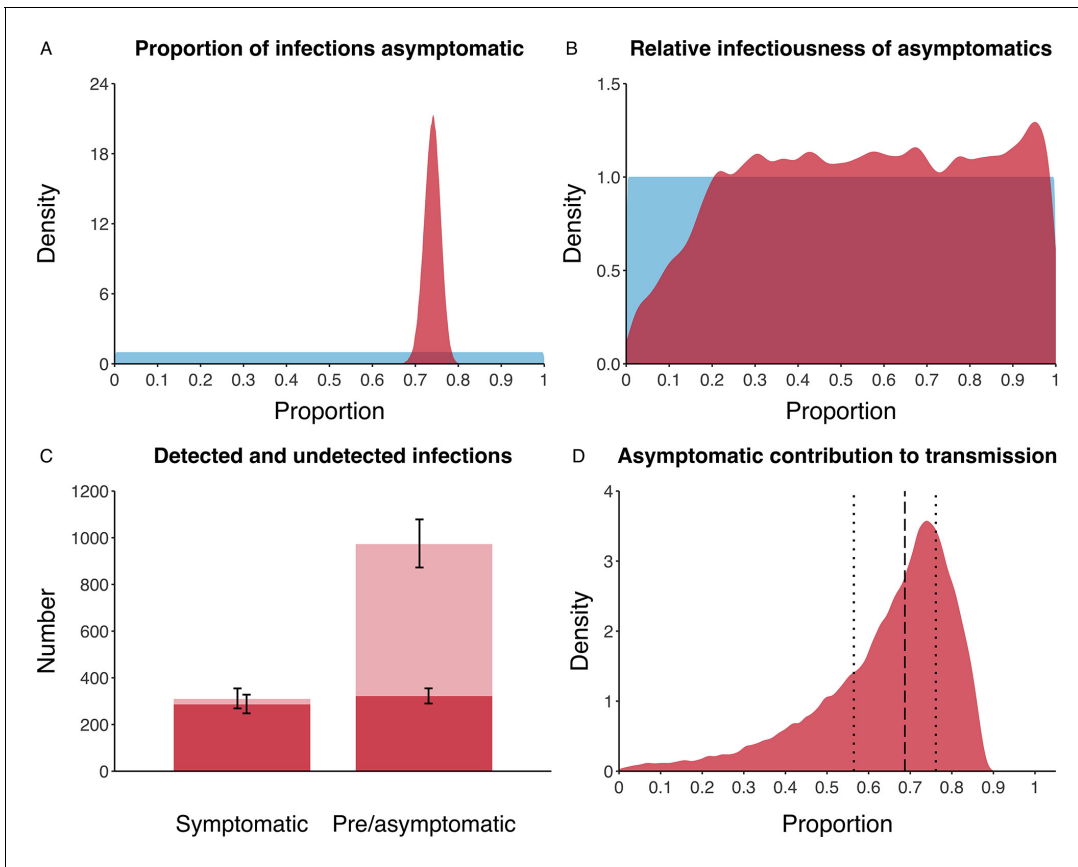 A Proportion of infections asymptomatic
24
18
12
6
0
Density
0 0.1 0.2 0.3 0.4 0.5 0.6 0.7 0.8 0.9 1
Proportion
B Relative infectiousness of asymptomatics
1.5
1.0
0.5
0.0
Density
0 0.1 0.2 0.3 0.4 0.5 0.6 0.7 0.8 0.9 1
Proportion
C Detected and undetected infections
1200
1000
800
600
400
200
0
Number
Symptomatic Pre/asymptomatic
D Asymptomatic contribution to transmission
4
3
2
1
0
Density
0 0.1 0.2 0.3 0.4 0.5 0.6 0.7 0.8 0.9 1
Proportion